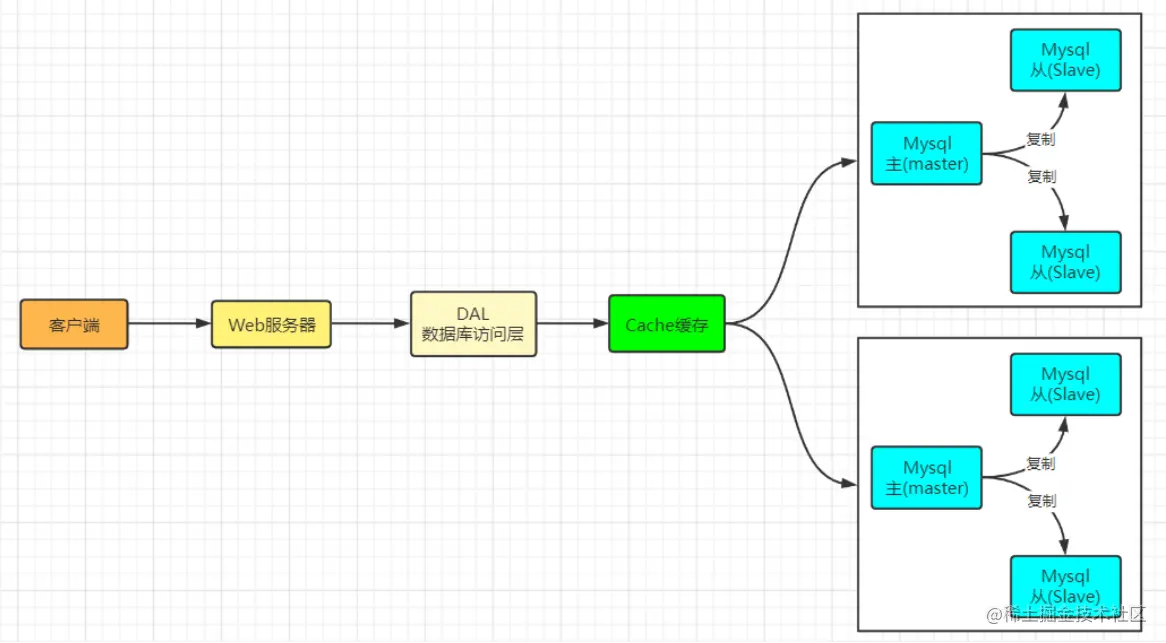 客户端
Web服务器
DAL
数据库访问层
Cache缓存
Mysql
主(master)
复制
复制
Mysql
从(Slave)
Mysql
从(Slave)
Mysql
主(master)
复制
复制
Mysql
从(Slave)
Mysql
从(Slave)
@稀土掘金技术社区